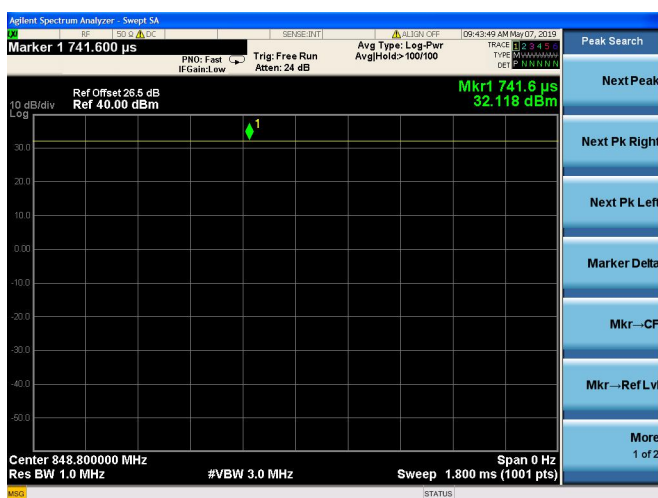 Agilent Spectrum Analyzer - Swept SA
RF 50 Ω DC SENSE:INT ALIGN OFF 09:43:49 AM May 07, 2019
Marker 1 741.600 µs
PNO: Fast
IFGain:Low
Trig: Free Run
Atten: 24 dB
Avg Type: Log-Pwr
Avg|Hold:>100/100
TRACE 1 2 3 4 5 6
TYPE M
DET P N N N N N
Peak Search
Mkr1 741.6 µs
32.118 dBm
Ref Offset 26.5 dB
10 dB/div Ref 40.00 dBm
Log
1
30.0
20.0
10.0
0.00
-10.0
-20.0
-30.0
-40.0
-50.0
Next Peak
Next Pk Right
Next Pk Left
Marker Delta
Mkr→CF
Mkr→Ref Lvl
More
1 of 2
Center 848.800000 MHz Span 0 Hz
Res BW 1.0 MHz #VBW 3.0 MHz Sweep 1.800 ms (1001 pts)
MSG STATUS